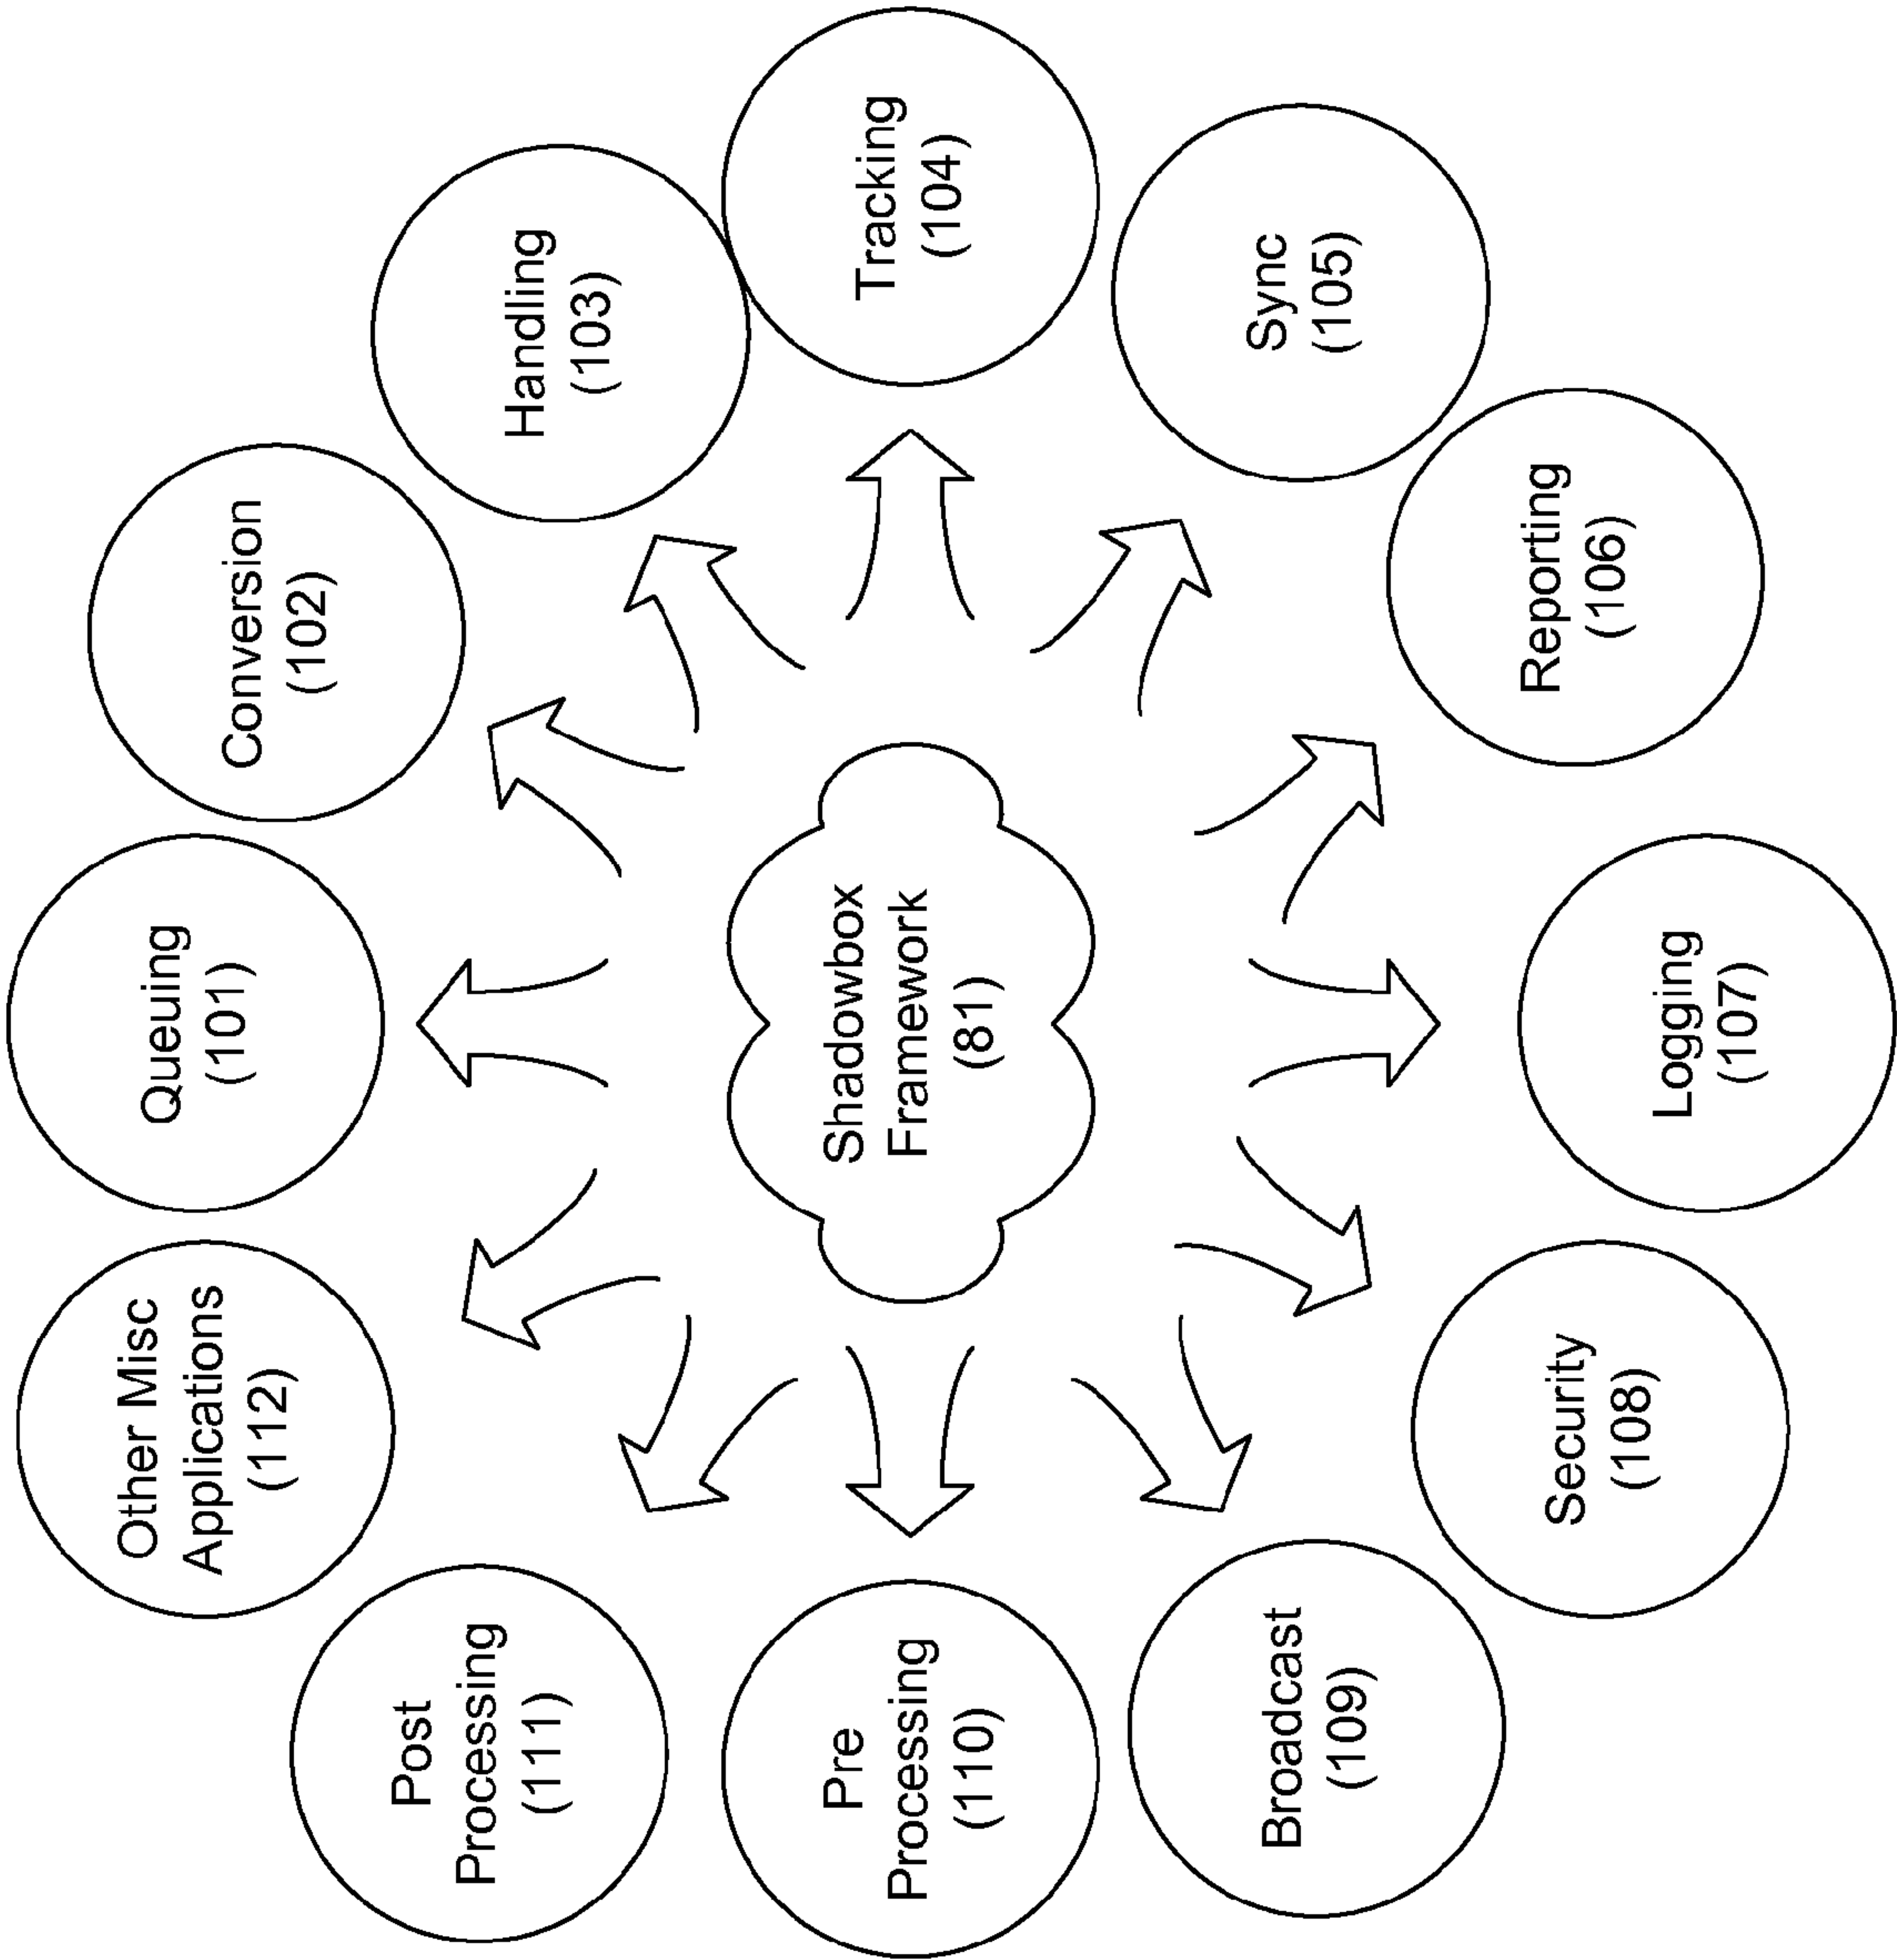 Queuing
(101)
Conversion
(102)
Handling
(103)
Tracking
(104)
Sync
(105)
Reporting
(106)
Logging
(107)
Security
(108)
Broadcast
(109)
Pre
Processing
(110)
Post
Processing
(111)
Other Misc
Applications
(112)
Shadowbox
Framework
(81)